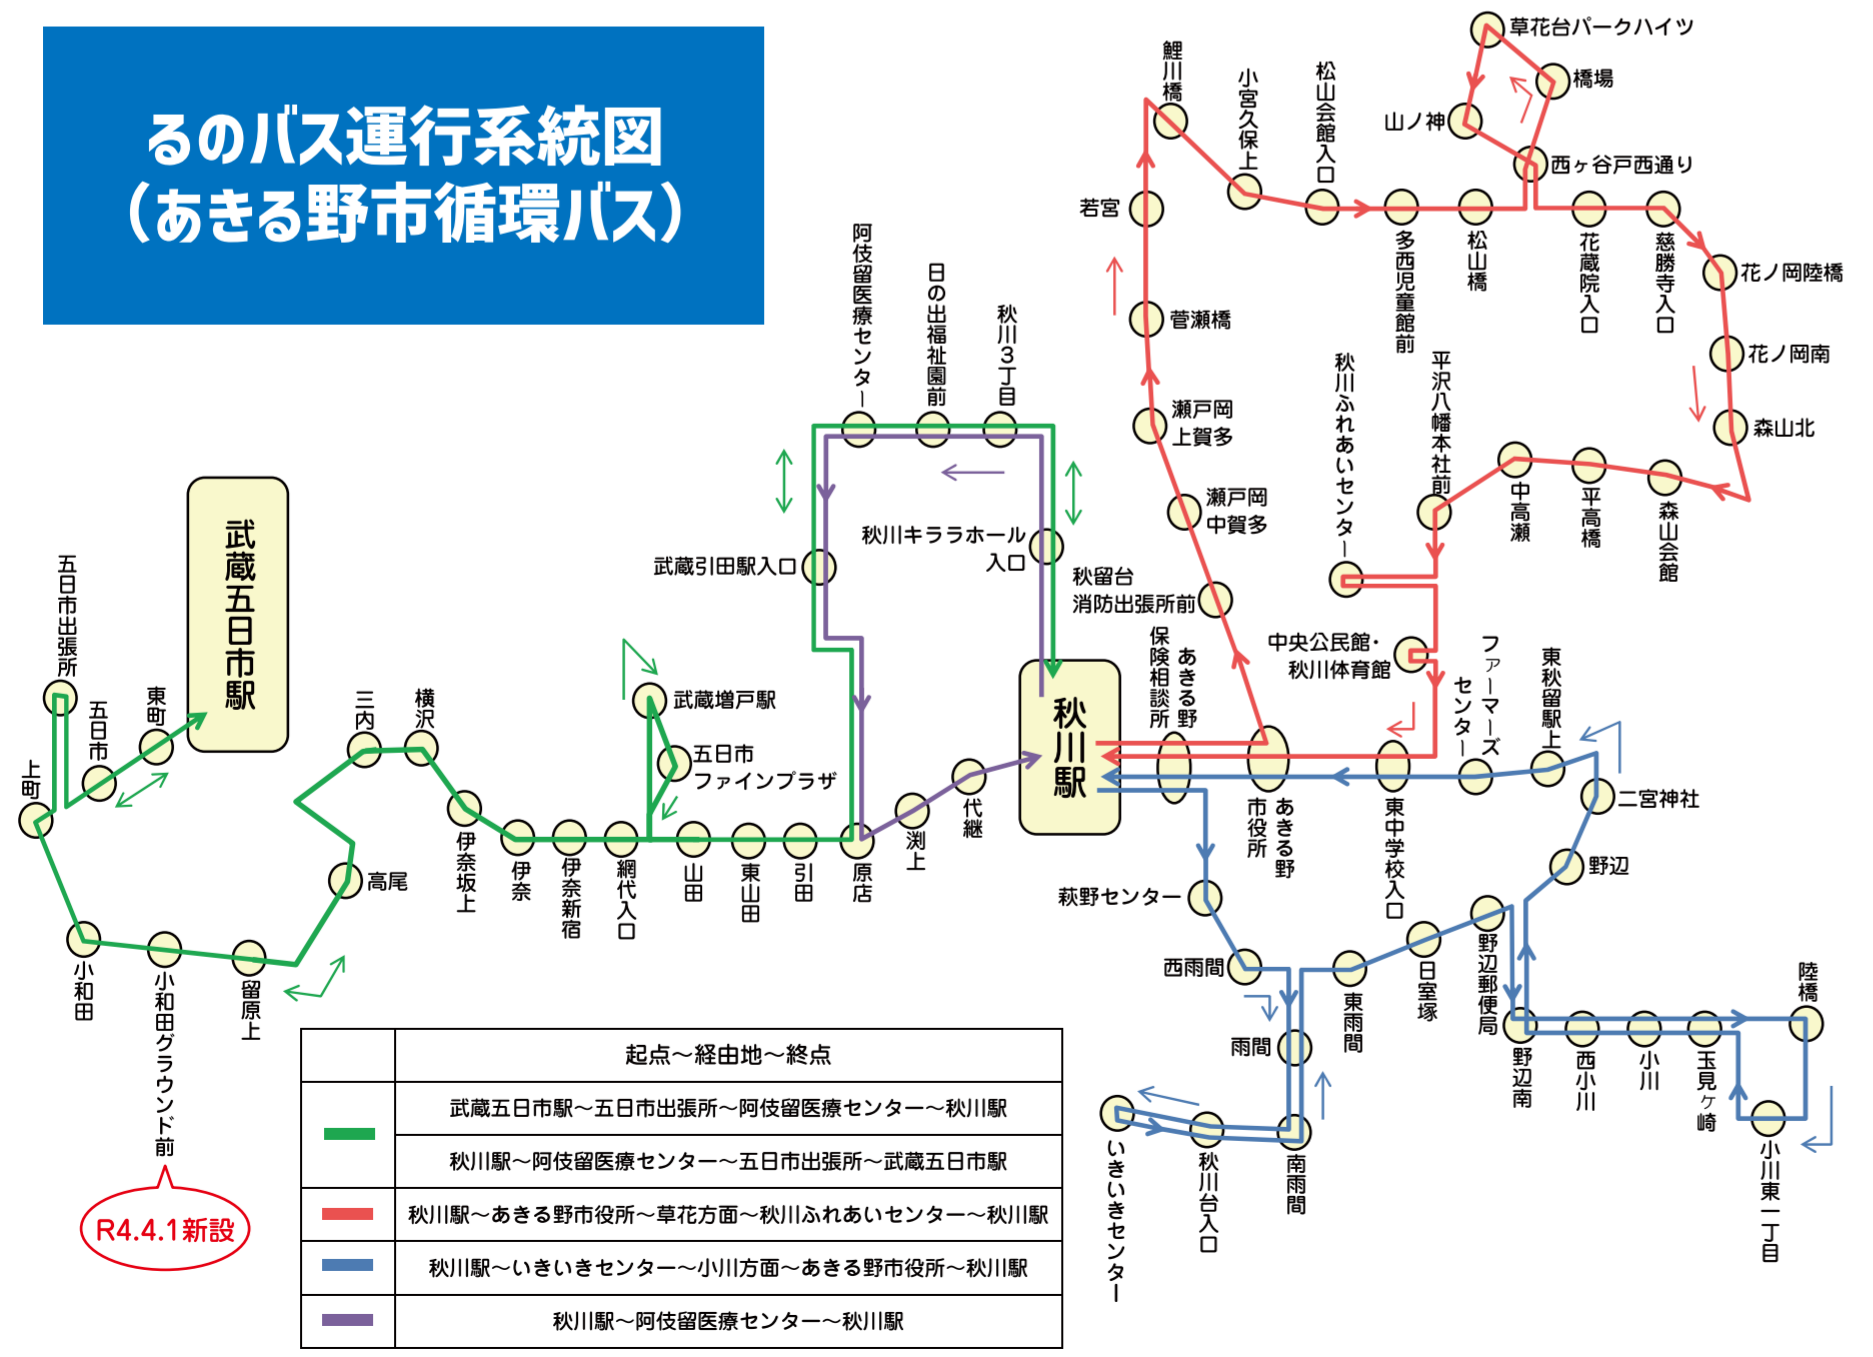 るのバス運行系統図
（あきる野市循環バス）
草花台パークハイツ
橋場
山ノ神
西ヶ谷戸西通り
鯉川橋
小宮久保上
松山会館入口
若宮
多西児童館前
松山橋
花蔵院入口
慈勝寺入口
花ノ岡陸橋
花ノ岡南
森山北
菅瀬橋
瀬戸岡
上賀多
瀬戸岡
中賀多
秋留台
消防出張所前
秋川ふれあいセンター
平沢八幡本社前
中高瀬
平高橋
森山会館
中央公民館・
秋川体育館
阿伎留医療センター
日の出福祉園前
秋川３丁目
武蔵引田駅入口
秋川キララホール
入口
武蔵五日市駅
五日市出張所
五日市
東町
上町
小和田
小和田グラウンド前
R4.4.1新設
留原上
高尾
三内
横沢
伊奈坂上
伊奈
伊奈新宿
網代入口
武蔵増戸駅
五日市
ファインプラザ
山田
東山田
引田
原店
渕上
代継
秋川駅
あきる野
保険相談所
あきる野
市役所
東中学校入口
ファーマーズ
センター
東秋留駅上
二宮神社
野辺
萩野センター
西雨間
雨間
南雨間
秋川台入口
いきいきセンター
東雨間
日室塚
野辺郵便局
野辺南
西小川
小川
玉見ヶ崎
陸橋
小川東一丁目
起点～経由地～終点
武蔵五日市駅～五日市出張所～阿伎留医療センター～秋川駅
秋川駅～阿伎留医療センター～五日市出張所～武蔵五日市駅
秋川駅～あきる野市役所～草花方面～秋川ふれあいセンター～秋川駅
秋川駅～いきいきセンター～小川方面～あきる野市役所～秋川駅
秋川駅～阿伎留医療センター～秋川駅